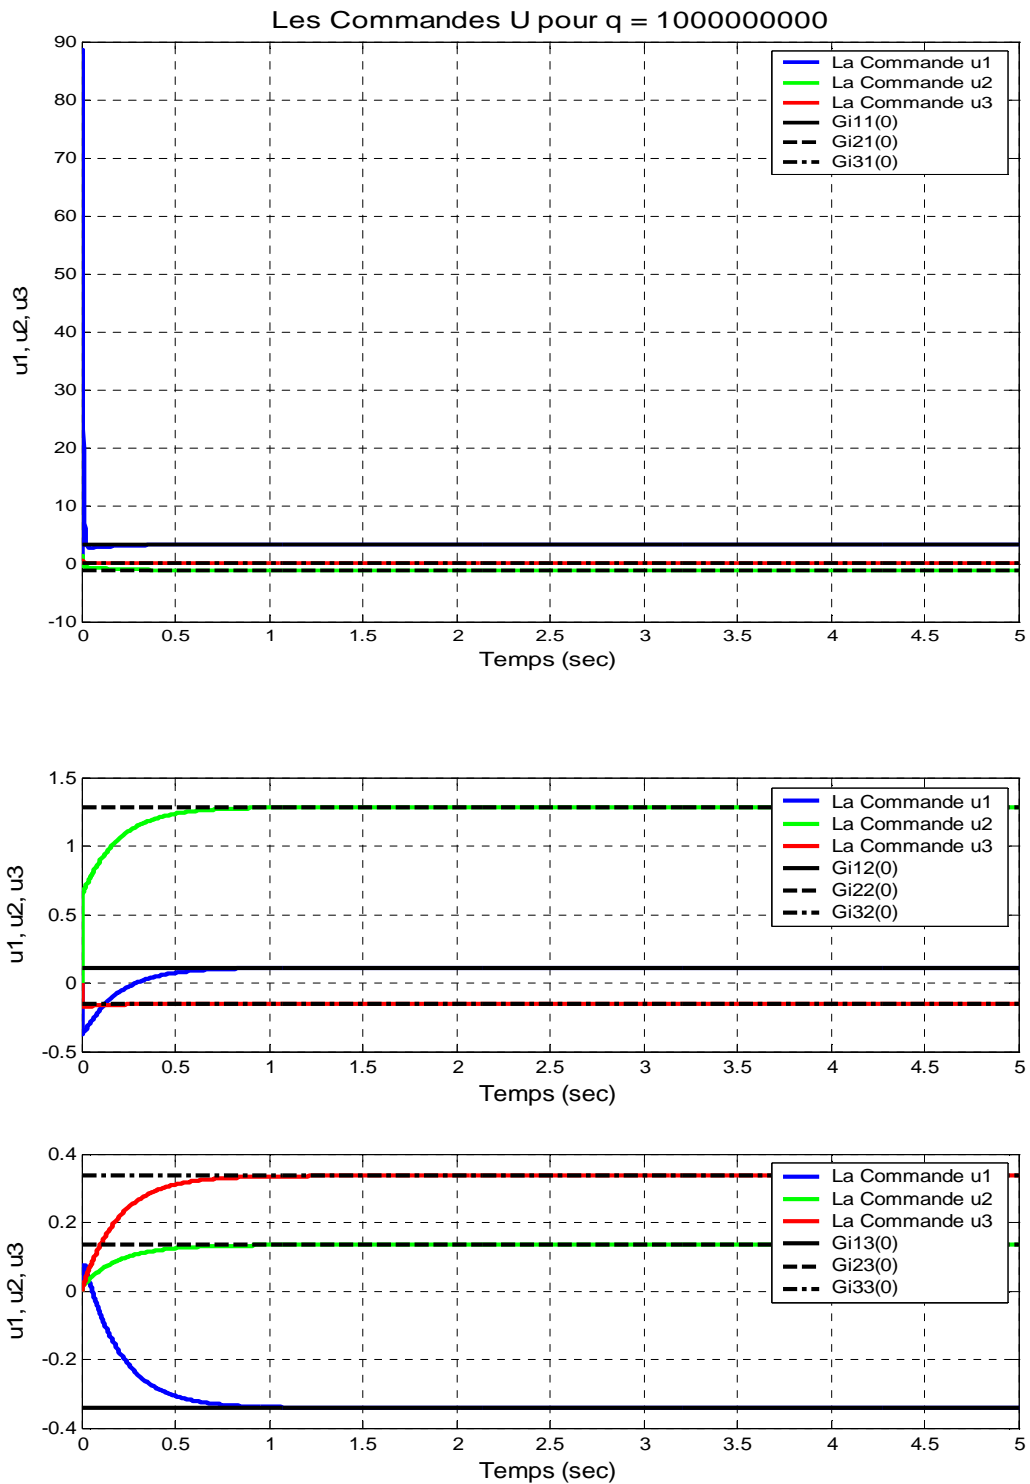 Les Commandes U pour q = 1000000000
90
80
70
60
50
40
30
20
10
0
-10
u1, u2, u3
La Commande u1
La Commande u2
La Commande u3
Gi11(0)
Gi21(0)
Gi31(0)
0 0.5 1 1.5 2 2.5 3 3.5 4 4.5 5
Temps (sec)
1.5
1
0.5
0
-0.5
u1, u2, u3
La Commande u1
La Commande u2
La Commande u3
Gi12(0)
Gi22(0)
Gi32(0)
0 0.5 1 1.5 2 2.5 3 3.5 4 4.5 5
Temps (sec)
0.4
0.2
0
-0.2
-0.4
u1, u2, u3
La Commande u1
La Commande u2
La Commande u3
Gi13(0)
Gi23(0)
Gi33(0)
0 0.5 1 1.5 2 2.5 3 3.5 4 4.5 5
Temps (sec)